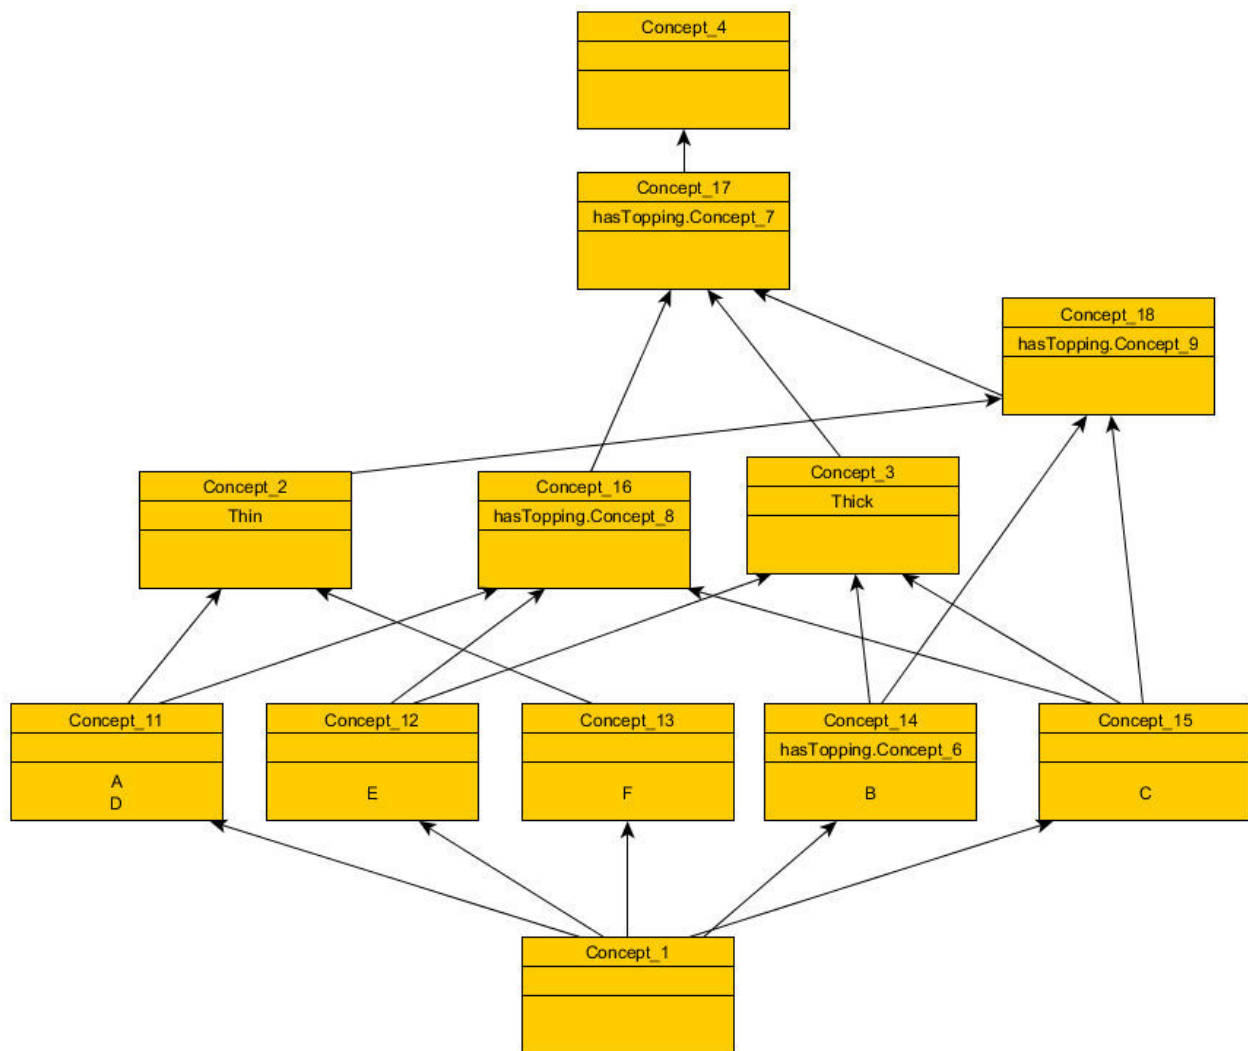 Concept_4
Concept_17
hasTopping.Concept_7
Concept_18
hasTopping.Concept_9
Concept_2
Thin
Concept_16
hasTopping.Concept_8
Concept_3
Thick
Concept_11
A
D
Concept_12
E
Concept_13
F
Concept_14
hasTopping.Concept_6
B
Concept_15
C
Concept_1